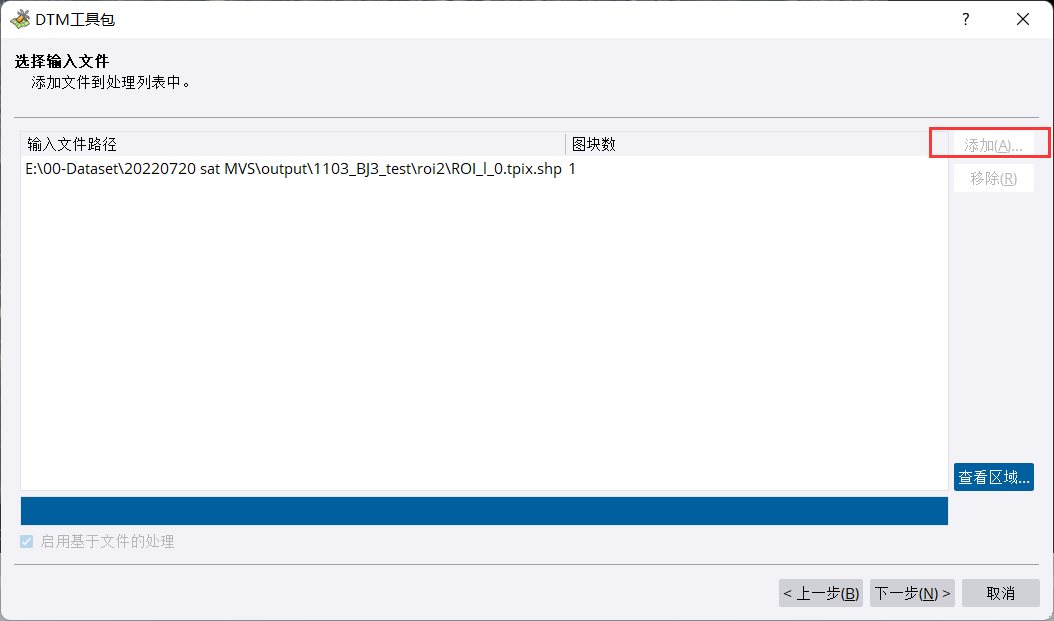 DTM工具包
?
选择输入文件
添加文件到处理列表中。
输入文件路径 图块数 添加(A)...
E:\00-Dataset\20220720 sat MVS\output\1103_BJ3_test\roi2\ROI_l_0.tpix.shp 1
移除(R)
查看区域...
启用基于文件的处理
< 上一步(B) 下一步(N) > 取消